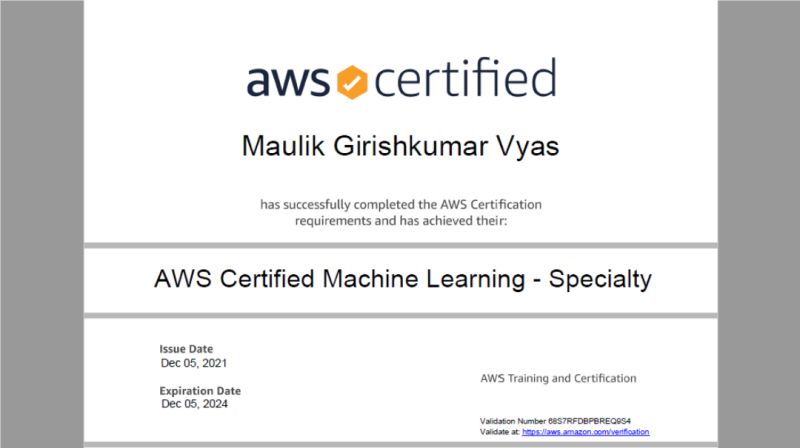 aws certified
Maulik Girishkumar Vyas
has successfully completed the AWS Certification
requirements and has achieved their:
AWS Certified Machine Learning - Specialty
Issue Date
Dec 05, 2021
Expiration Date
Dec 05, 2024
AWS Training and Certification
Validation Number 68S7RFDBPBREQ9S4
Validate at: https://aws.amazon.com/verification